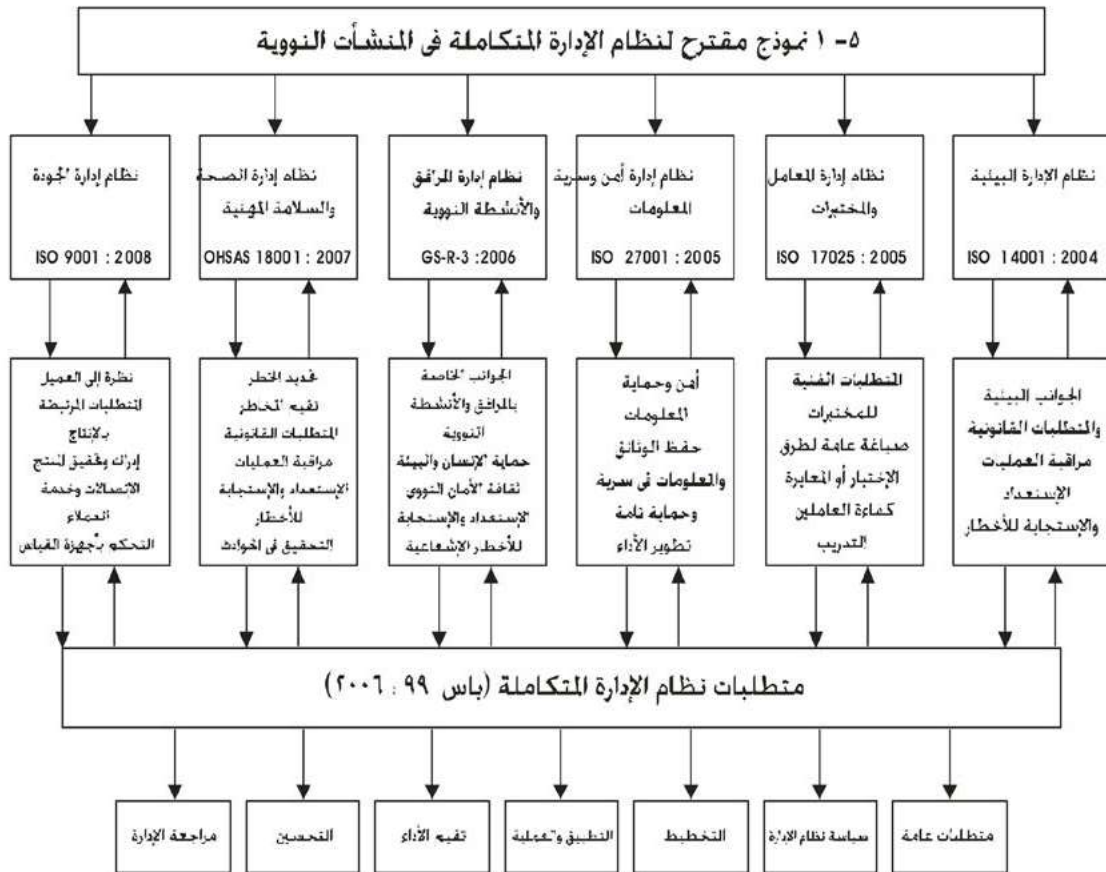 ٥- ١ نموذج مقترح لنظام الإدارة المتكاملة فى المنشأت النووية
نظام الإدارة البيئية
ISO 14001 : 2004
نظام إدارة المعامل
والمختبرات
ISO 17025 : 2005
نظام إدارة أمن وسرية
المعلومات
ISO 27001 : 2005
نظام إدارة المرافق
والأنشطة النووية
GS-R-3 :2006
نظام إدارة الصحة
والسلامة المهنية
OHSAS 18001 : 2007
نظام إدارة الجودة
ISO 9001 : 2008
الجوانب البيئية
والمتطلبات القانونية
مراقبة العمليات
الإستعداد
والإستجابة للأخطار
المتطلبات الفنية
للمختبرات
صياغة عامة لطرق
الإختبار أو المعايرة
كفاءة العاملين
التدريب
أمن وحماية
المعلومات
حفظ الوثائق
والمعلومات فى سرية
وحماية تامة
تطوير الأداء
الجوانب الخاصة
بالمرافق والأنشطة
النووية
حماية الإنسان والبيئة
ثقافة الأمان النووى
الإستعداد والإستجابة
للأخطار الإشعاعية
تحديد الخطر
تقيم المخاطر
المتطلبات القانونية
مراقبة العمليات
الإستعداد والإستجابة
للأخطار
التحقيق فى الحوادث
نظرة إلى العميل
المتطلبات المرتبطة
بالإنتاج
إدراك وتحقيق المنتج
الاتصالات وخدمة
العملاء
التحكم بأجهزة القياس
متطلبات نظام الإدارة المتكاملة (باس ٩٩ : ٢٠٠٦)
متطلبات عامة
سياسة نظام الإدارة
التخطيط
التطبيق والعملية
تقيم الأداء
التحسين
مراجعة الإدارة